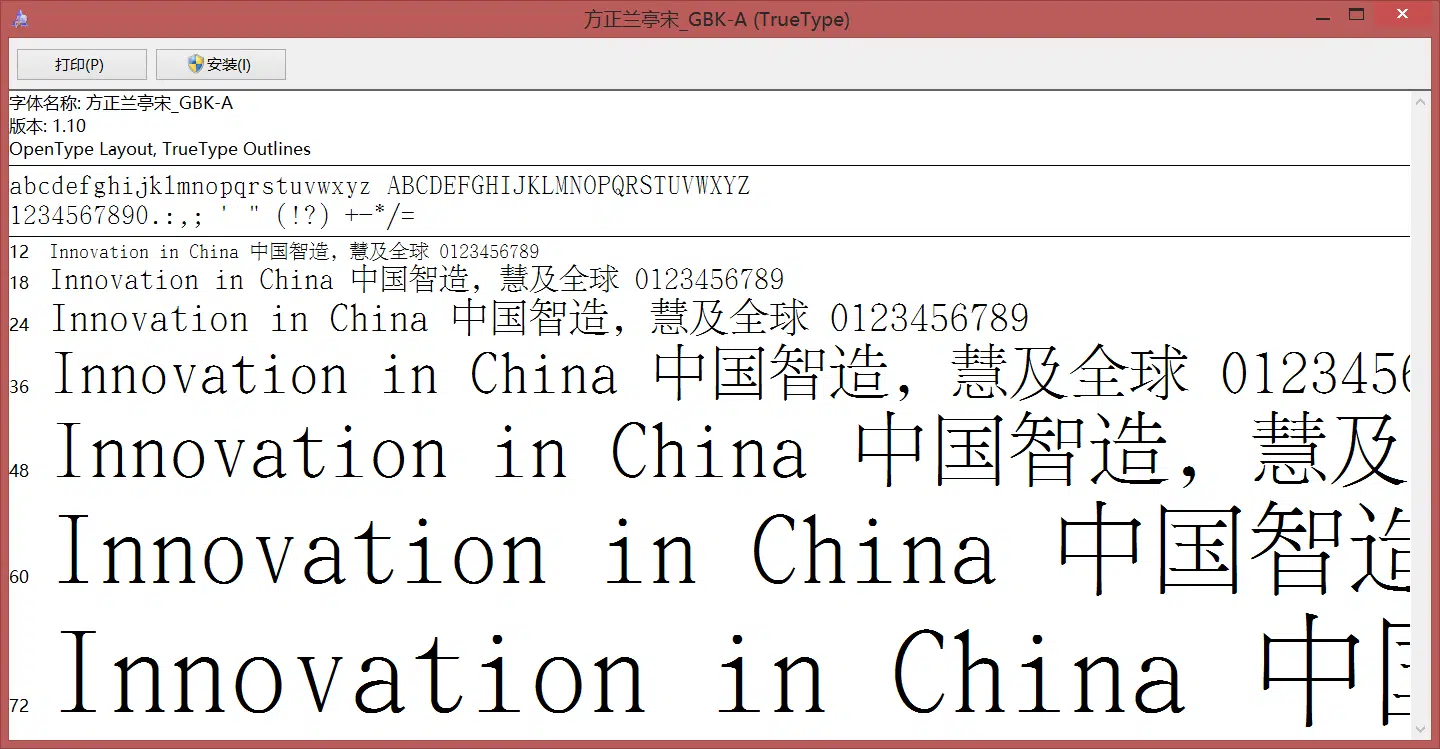 方正兰亭宋_GBK-A (TrueType)
打印(P) 安装(I)
字体名称: 方正兰亭宋_GBK-A
版本: 1.10
OpenType Layout, TrueType Outlines
abcdefghijklmnopqrstuvwxyz ABCDEFGHIJKLMNOPQRSTUVWXYZ
1234567890.:,; ' " (!?) +-*/=
12 Innovation in China 中国智造，慧及全球 0123456789
18 Innovation in China 中国智造，慧及全球 0123456789
24 Innovation in China 中国智造，慧及全球 0123456789
36 Innovation in China 中国智造，慧及全球 0123456
48 Innovation in China 中国智造，慧及
60 Innovation in China 中国智造
72 Innovation in China 中